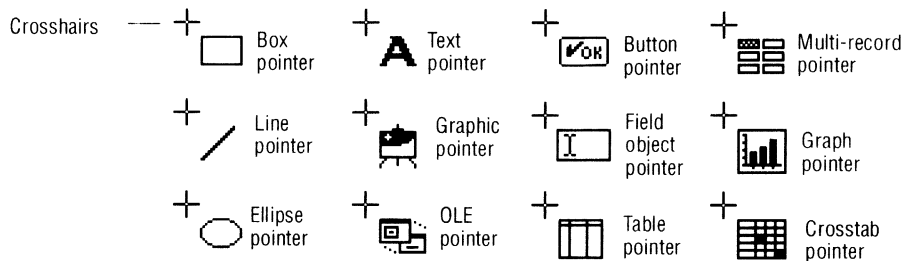 Crosshairs
Box
pointer
Text
pointer
OK
Button
pointer
Multi-record
pointer
Line
pointer
Graphic
pointer
Field
object
pointer
Graph
pointer
Ellipse
pointer
OLE
pointer
Table
pointer
Crosstab
pointer